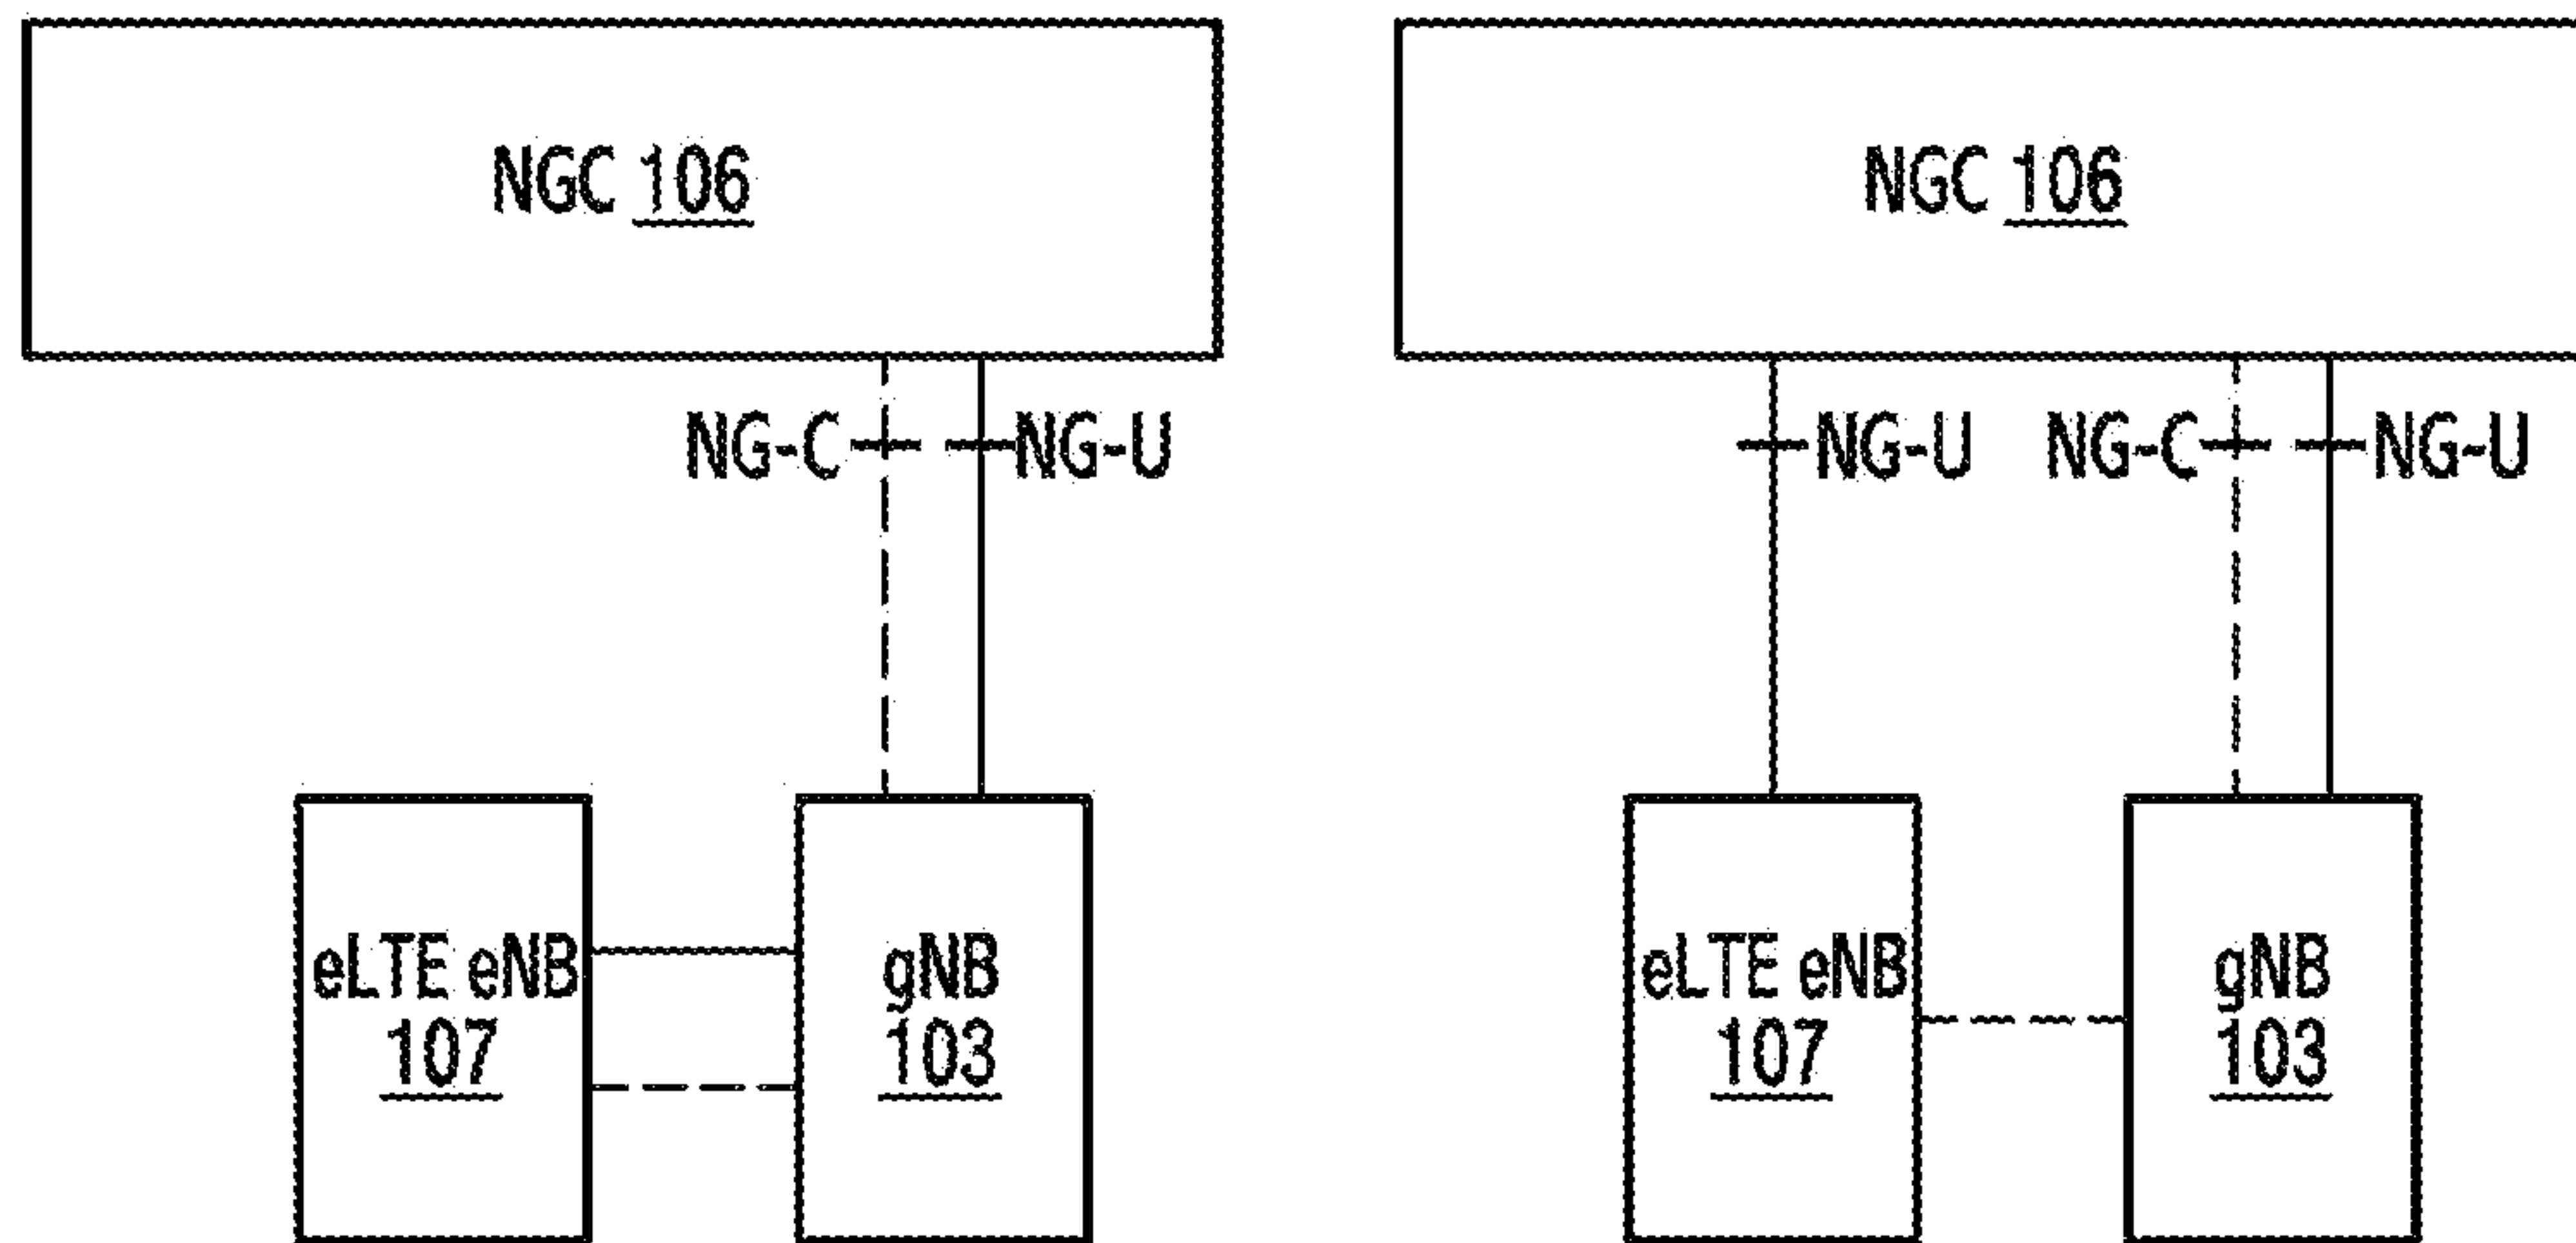 NGC 106
NGC 106
NG-C NG-U
NG-U NG-C NG-U
eLTE eNB
107
gNB
103
eLTE eNB
107
gNB
103